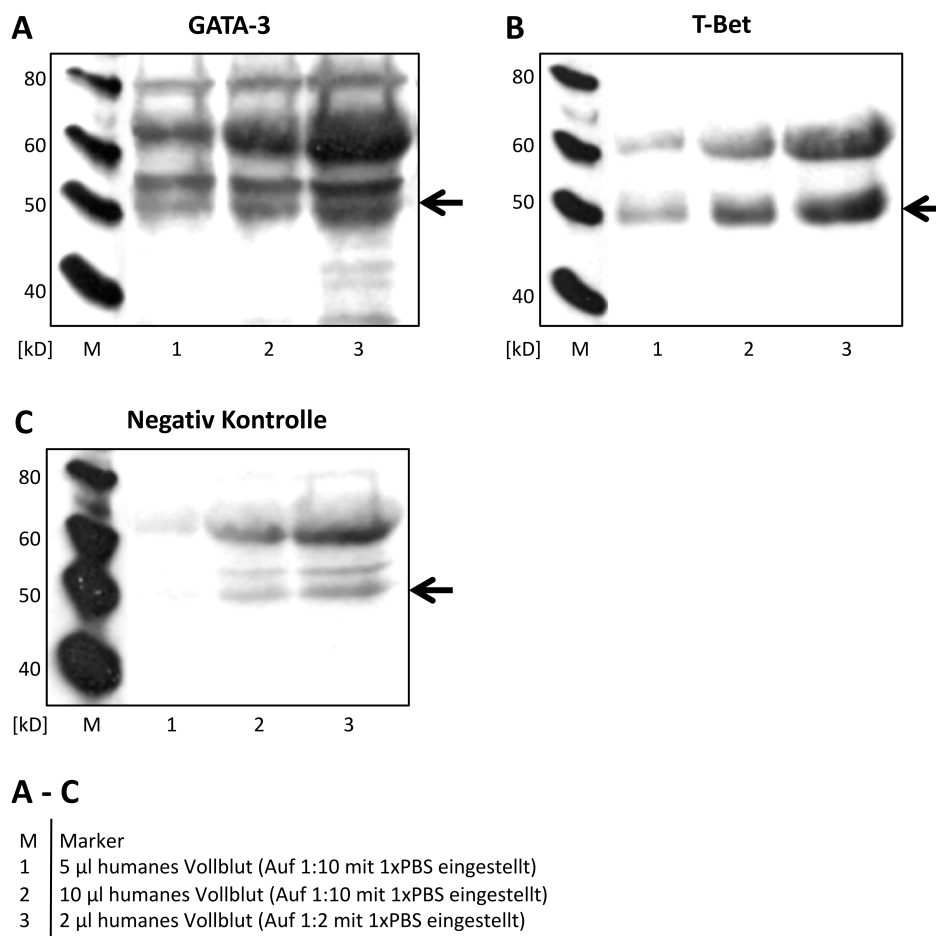 A GATA-3
80
60
50
40
[kD] M 1 2 3
B T-Bet
80
60
50
40
[kD] M 1 2 3
C Negativ Kontrolle
80
60
50
40
[kD] M 1 2 3
A - C
M Marker
1 5 µl humanes Vollblut (Auf 1:10 mit 1xPBS eingestellt)
2 10 µl humanes Vollblut (Auf 1:10 mit 1xPBS eingestellt)
3 2 µl humanes Vollblut (Auf 1:2 mit 1xPBS eingestellt)